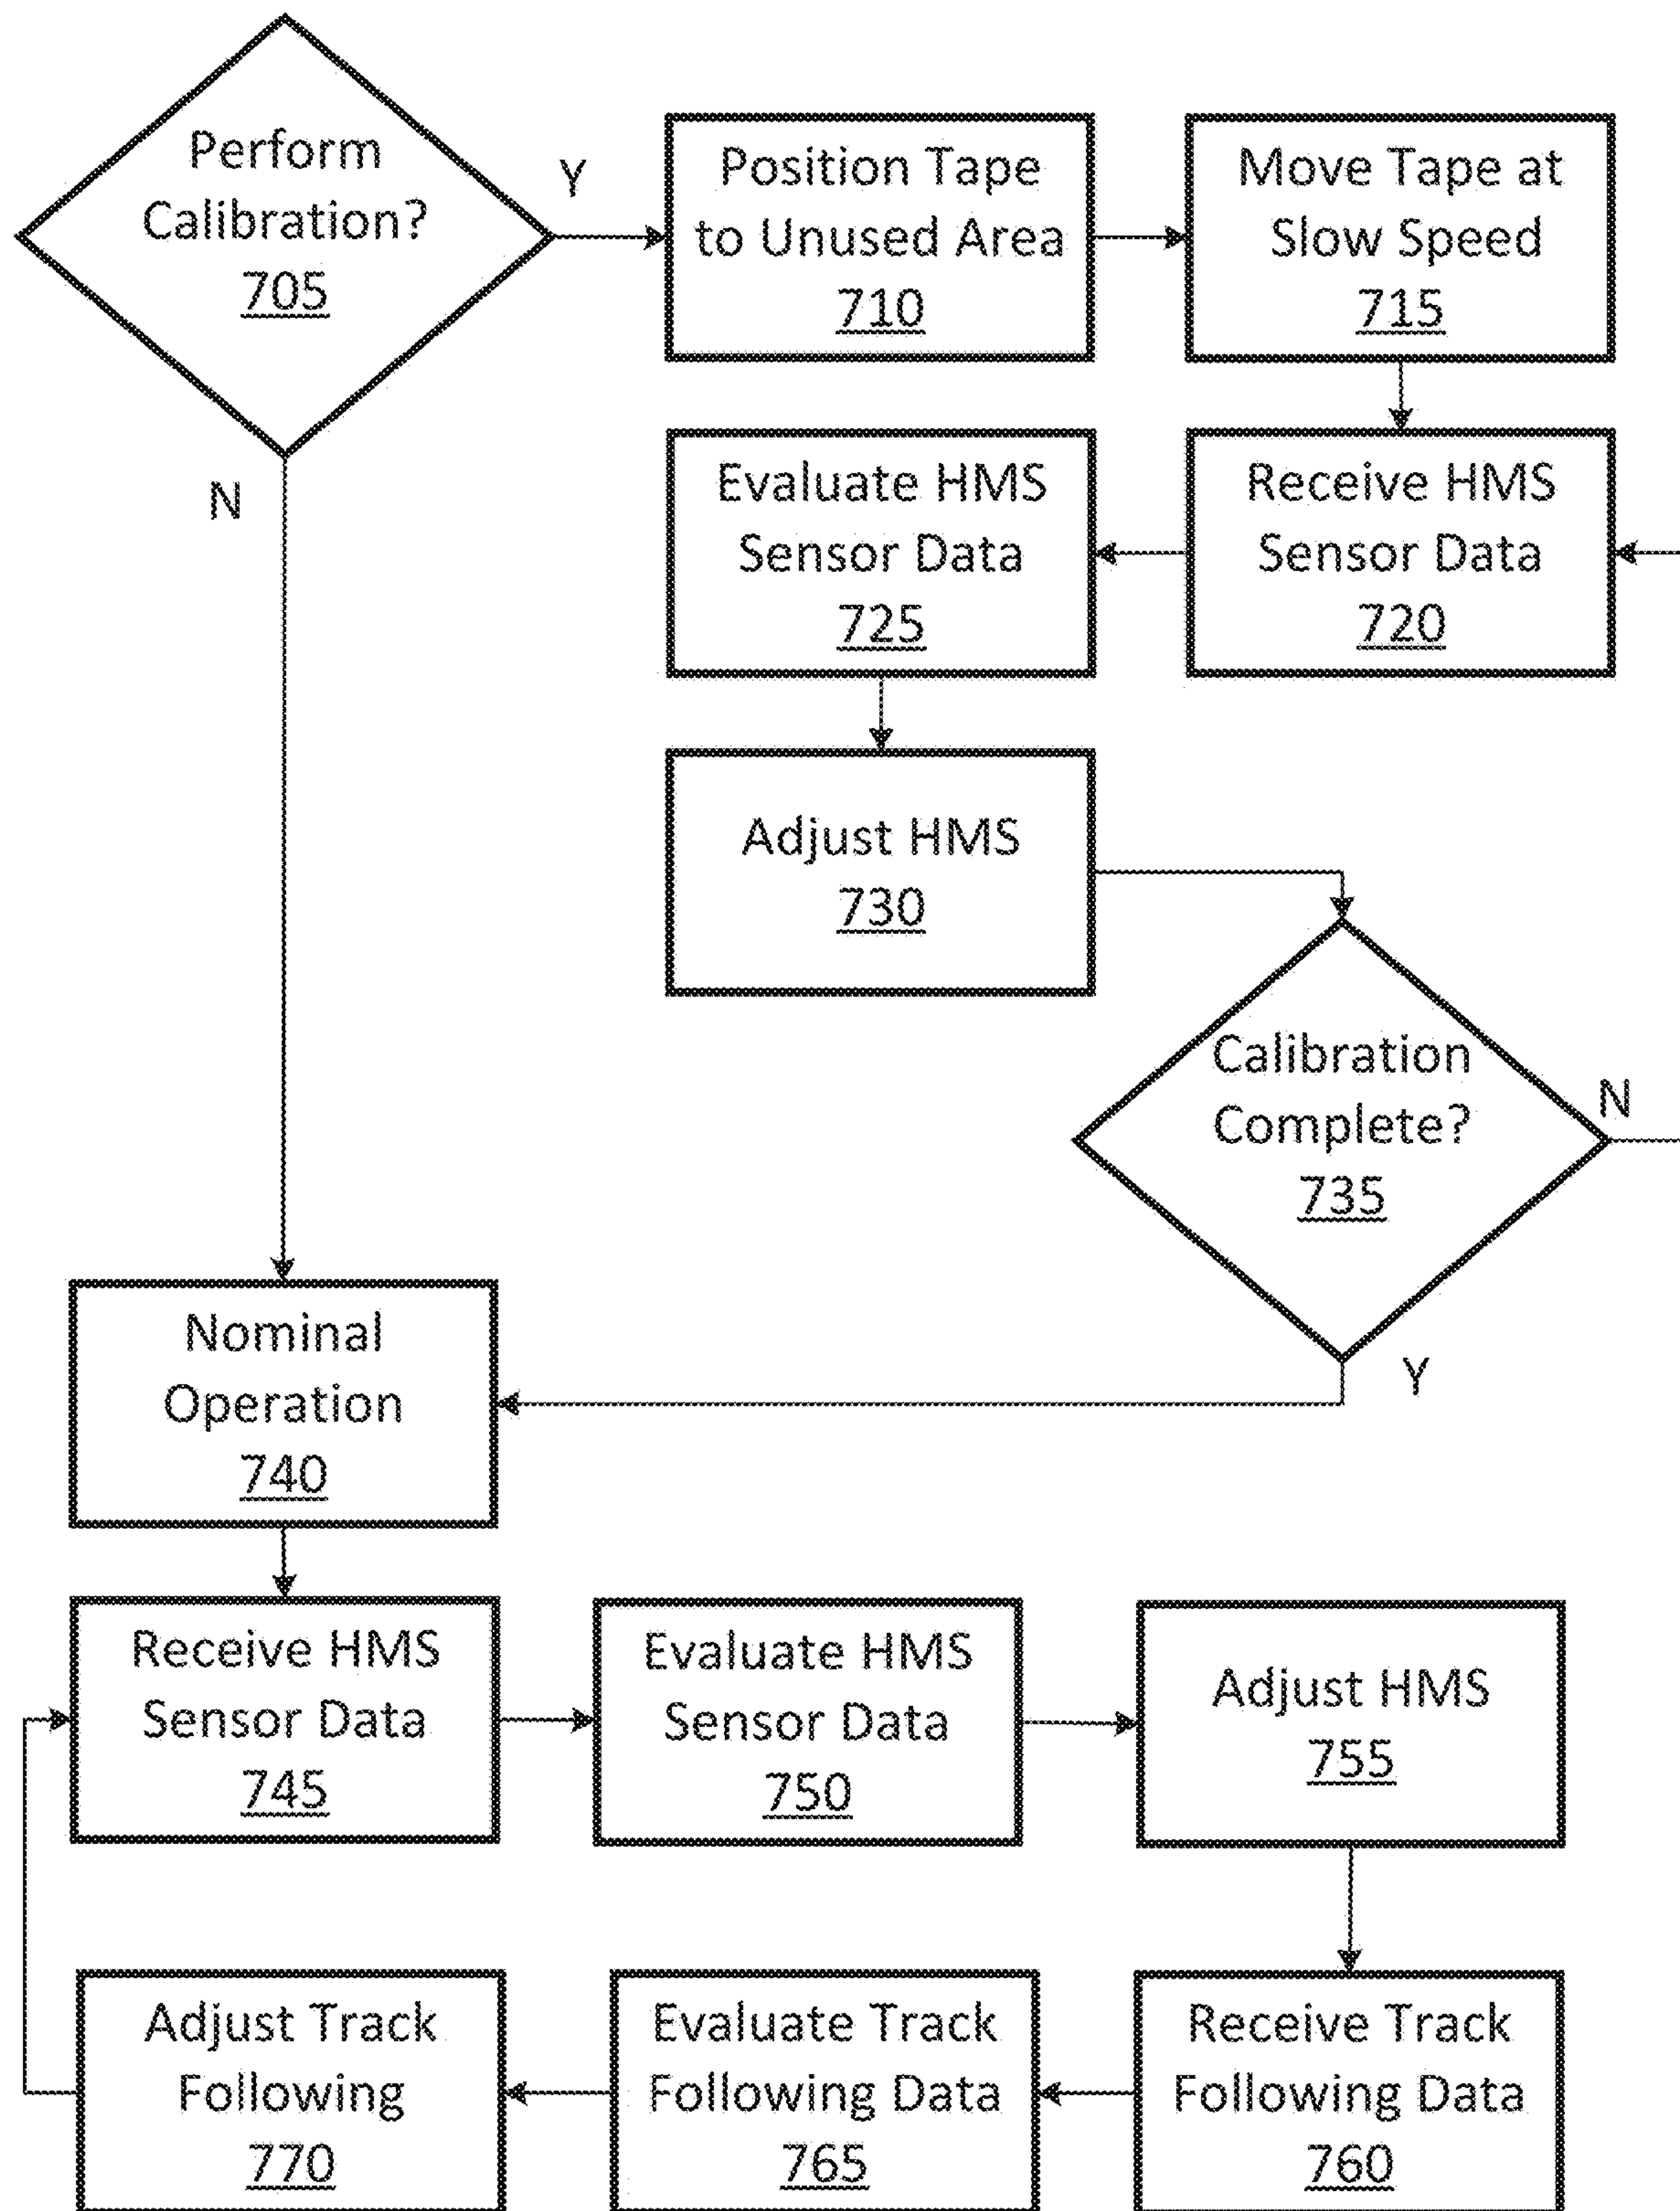 Perform
Calibration?
705
Y
N
Position Tape
to Unused Area
710
Move Tape at
Slow Speed
715
Receive HMS
Sensor Data
720
Evaluate HMS
Sensor Data
725
Adjust HMS
730
Calibration
Complete?
735
N
Y
Nominal
Operation
740
Receive HMS
Sensor Data
745
Evaluate HMS
Sensor Data
750
Adjust HMS
755
Receive Track
Following Data
760
Evaluate Track
Following Data
765
Adjust Track
Following
770